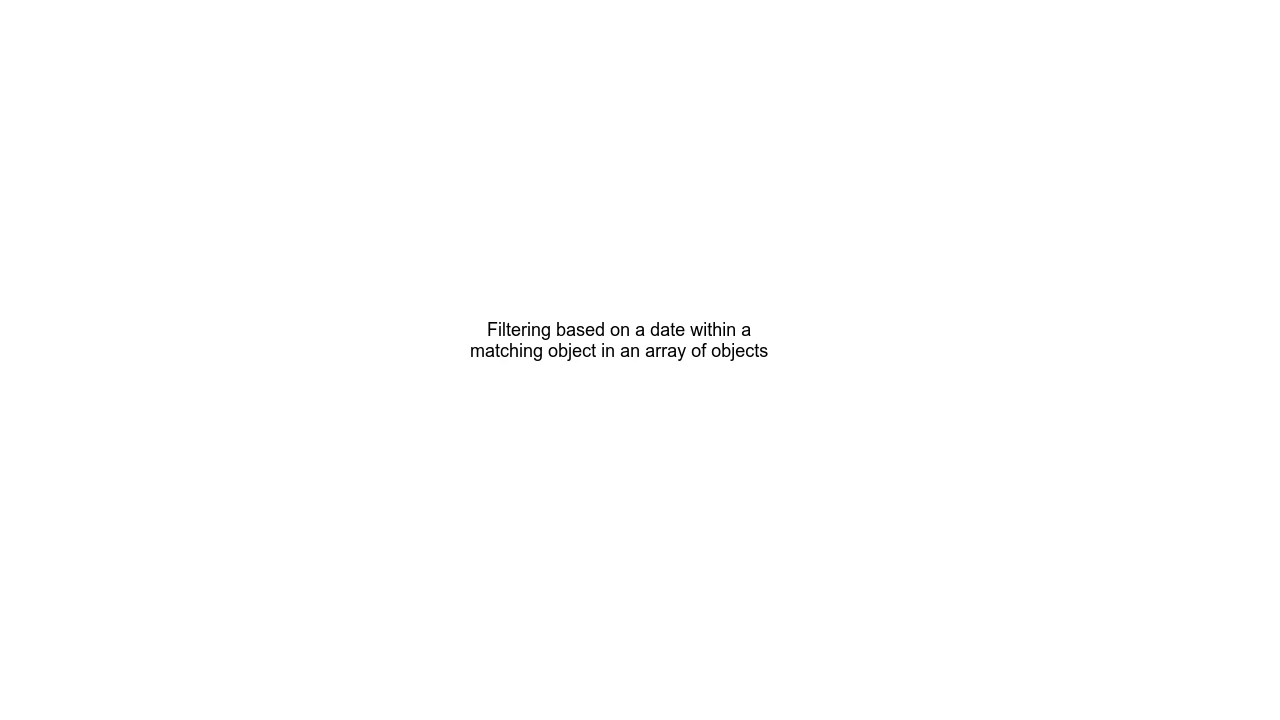 Filtering based on a date within a
matching object in an array of objects